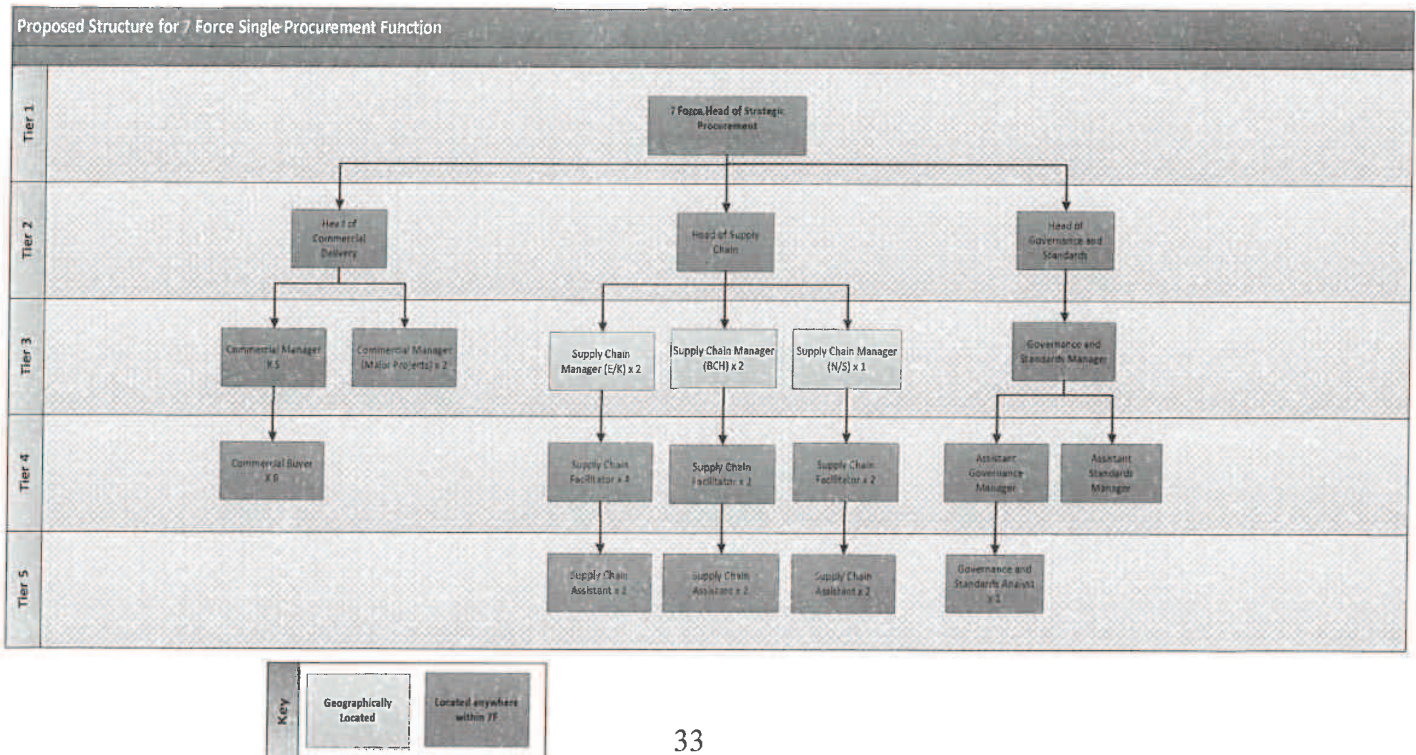 Proposed Structure for 7 Force Single Procurement Function
Tier 1
7 Force Head of Strategic
Procurement
Tier 2
Head of
Commercial
Delivery
Head of Supply
Chain
Head of
Governance and
Standards
Tier 3
Commercial Manager
X 5
Commercial Manager
(Major Projects) x 2
Supply Chain
Manager (E/K) x 2
Supply Chain Manager
(BCH) x 2
Supply Chain Manager
(N/S) x 1
Governance and
Standards Manager
Tier 4
Commercial Buyer
Supply Chain
Facilitator x 4
Supply Chain
Facilitator x 2
Supply Chain
Facilitator x 2
Assistant
Governance
Manager
Assistant
Standards
Manager
Tier 5
Supply Chain
Assistant x 2
Supply Chain
Assistant x 2
Supply Chain
Assistant x 2
Governance and
Standards Analyst
x 1
Key
Geographically
Located
Located anywhere
within 7F
33